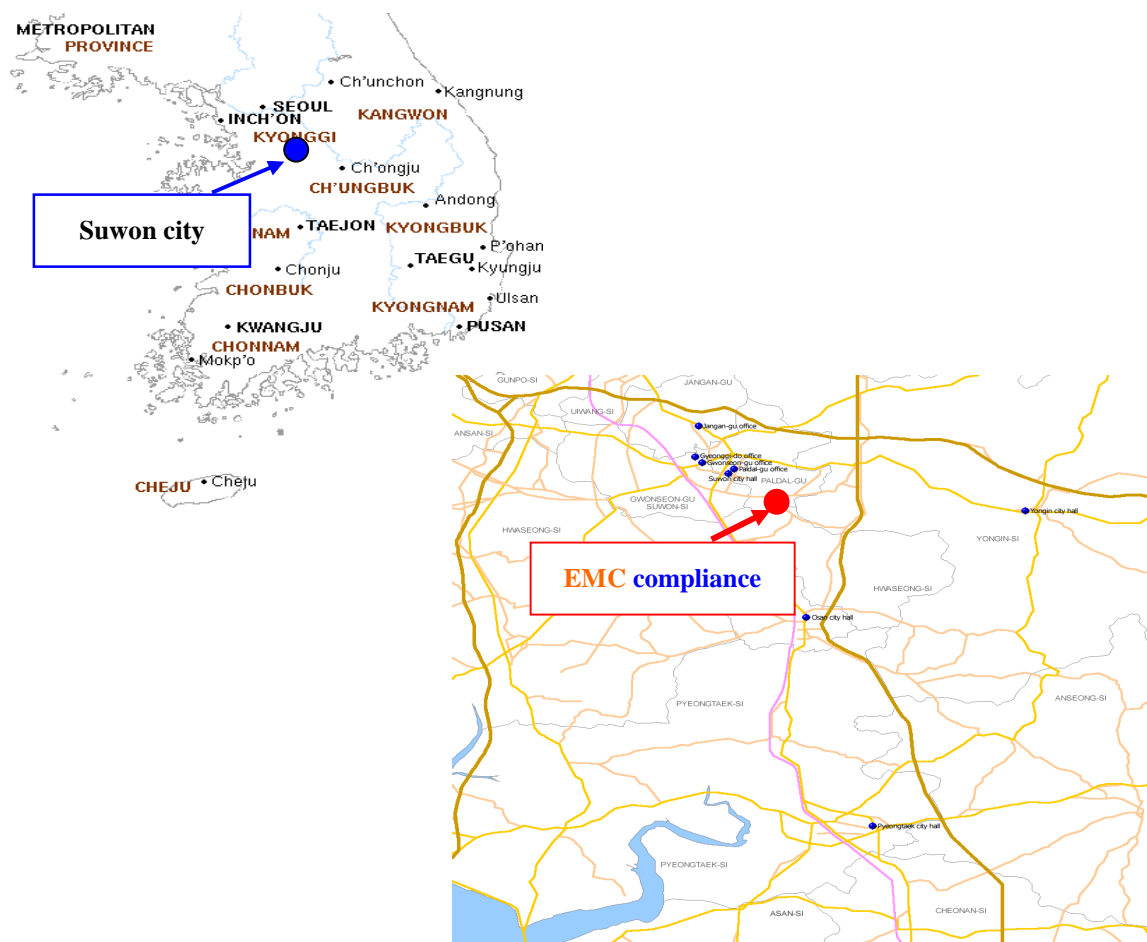 METROPOLITAN
PROVINCE
Ch'unchon
Kangnung
SEOUL
INCH'ON
KANGWON
KYONGGI
Ch'ongju
CH'UNGBUK
Andong
Suwon city
NAM
TAEJON
KYONGBUK
P'ohan
TAEGU
Kyungju
Chonju
CHONBUK
Ulsan
KYONGNAM
KWANGJU
PUSAN
CHONNAM
Mokp'o
CHEJU
Cheju
GUNPO-SI
JANGAN-GU
UIWANG-SI
Jangan-gu office
ANSAN-SI
Gyeonggi-do office
Gwonseon-gu office
Paldal-gu office
Suwon city hall
PALDAL-GU
GWONSEON-GU
SUWON-SI
HWASEONG-SI
Yongin city hall
YONGIN-SI
EMC compliance
HWASEONG-SI
Osan city hall
PYEONGTAEK-SI
ANSEONG-SI
Pyeongtaek city hall
PYEONGTAEK-SI
ASAN-SI
CHEONAN-SI